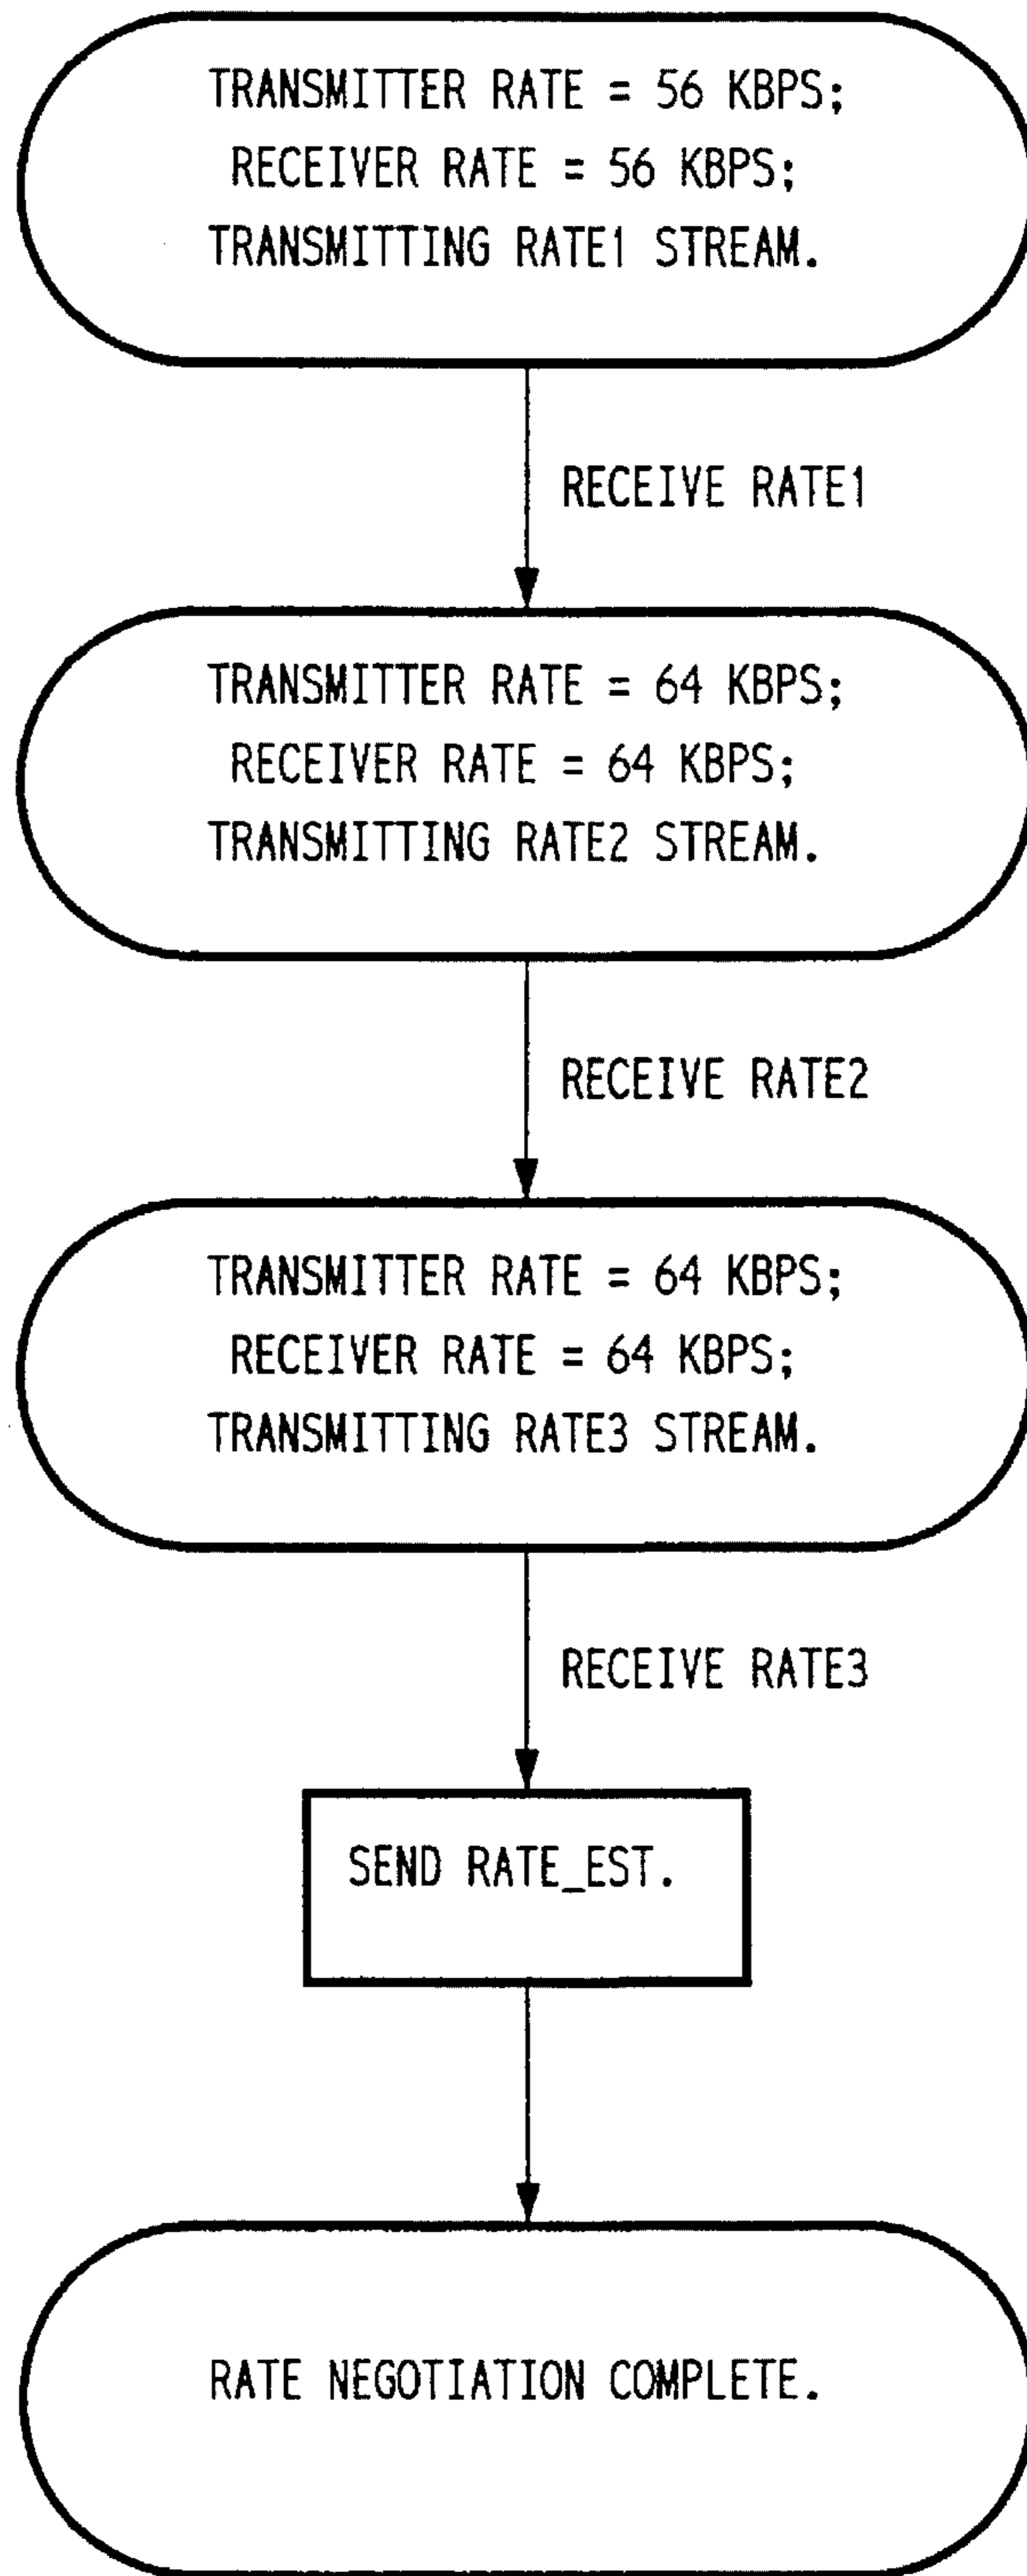 TRANSMITTER RATE = 56 KBPS;
RECEIVER RATE = 56 KBPS;
TRANSMITTING RATE1 STREAM.
RECEIVE RATE1
TRANSMITTER RATE = 64 KBPS;
RECEIVER RATE = 64 KBPS;
TRANSMITTING RATE2 STREAM.
RECEIVE RATE2
TRANSMITTER RATE = 64 KBPS;
RECEIVER RATE = 64 KBPS;
TRANSMITTING RATE3 STREAM.
RECEIVE RATE3
SEND RATE_EST.
RATE NEGOTIATION COMPLETE.